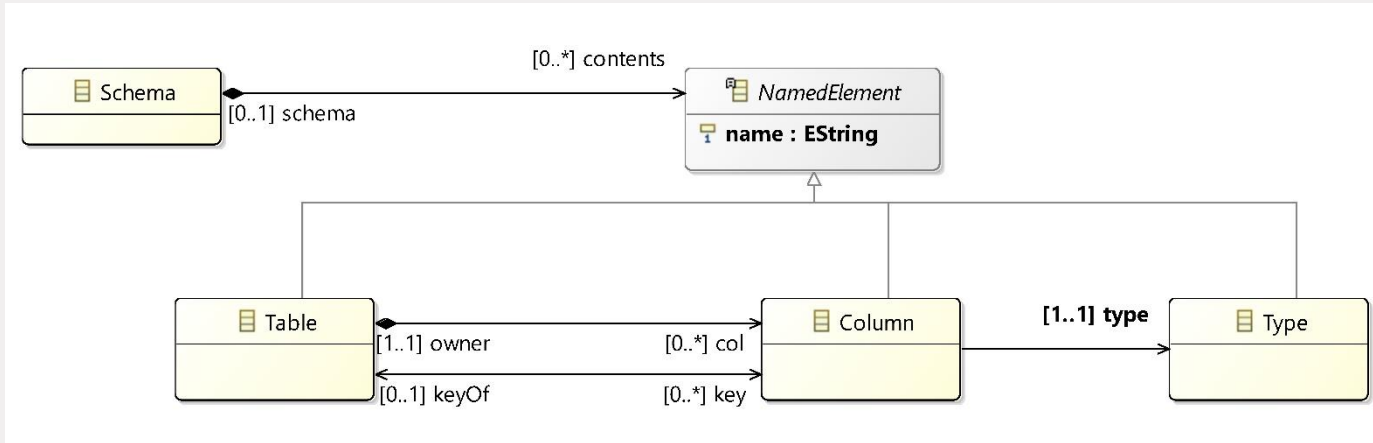 [0..*] contents
Schema
[0..1] schema
NamedElement
name : EString
Table
[1..1] owner
[0..*] col
[0..1] keyOf
[0..*] key
Column
[1..1] type
Type